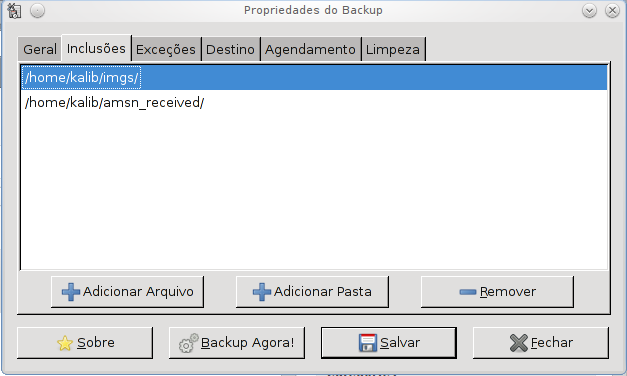 Propriedades do Backup
Geral Inclusões Exceções Destino Agendamento Limpeza
/home/kalib/imgs/
/home/kalib/amsn_received/
Adicionar Arquivo Adicionar Pasta Remover
Sobre Backup Agora! Salvar Fechar